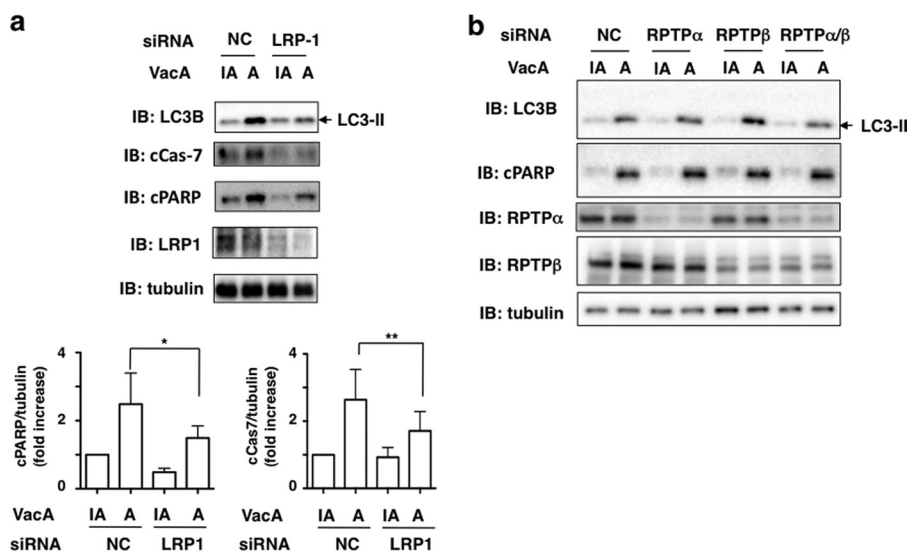 a
siRNA NC LRP-1
VacA IA A IA A
IB: LC3B LC3-II
IB: cCas-7
IB: cPARP
IB: LRP1
IB: tubulin
cPARP/tubulin
(fold increase)
4
2
0
*
VacA IA A IA A
siRNA NC LRP1
cCas7/tubulin
(fold increase)
4
2
0
**
VacA IA A IA A
siRNA NC LRP1
b
siRNA NC RPTPα RPTPβ RPTPα/β
VacA IA A IA A IA A IA A
IB: LC3B LC3-II
IB: cPARP
IB: RPTPα
IB: RPTPβ
IB: tubulin